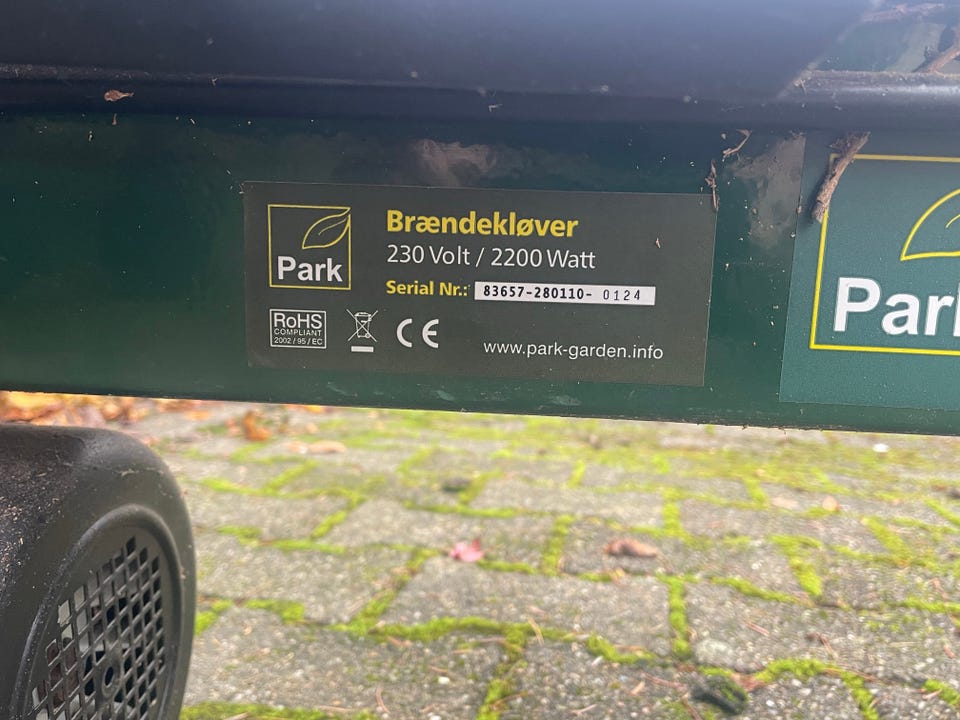 Park
Brændekløver
230 Volt / 2200 Watt
Serial Nr.: 83657-280110- 0124
RoHS
COMPLIANT
2002 / 95 / EC
CE
www.park-garden.info
Park